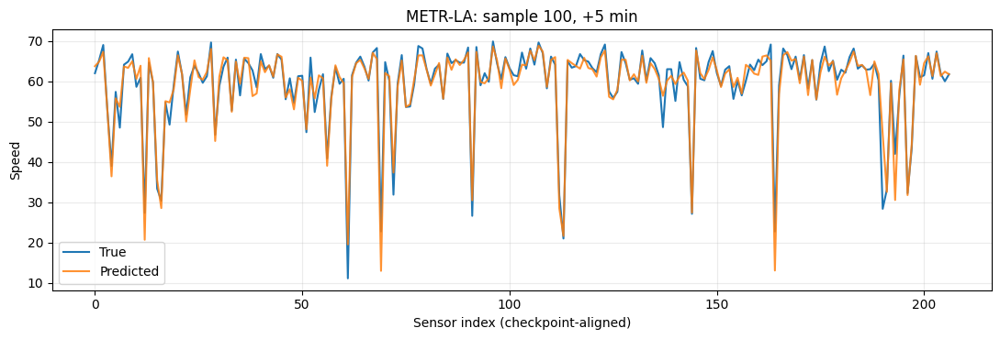 METR-LA: sample 100, +5 min
Speed
70
60
50
40
30
20
10
True
Predicted
0
50
100
150
200
Sensor index (checkpoint-aligned)